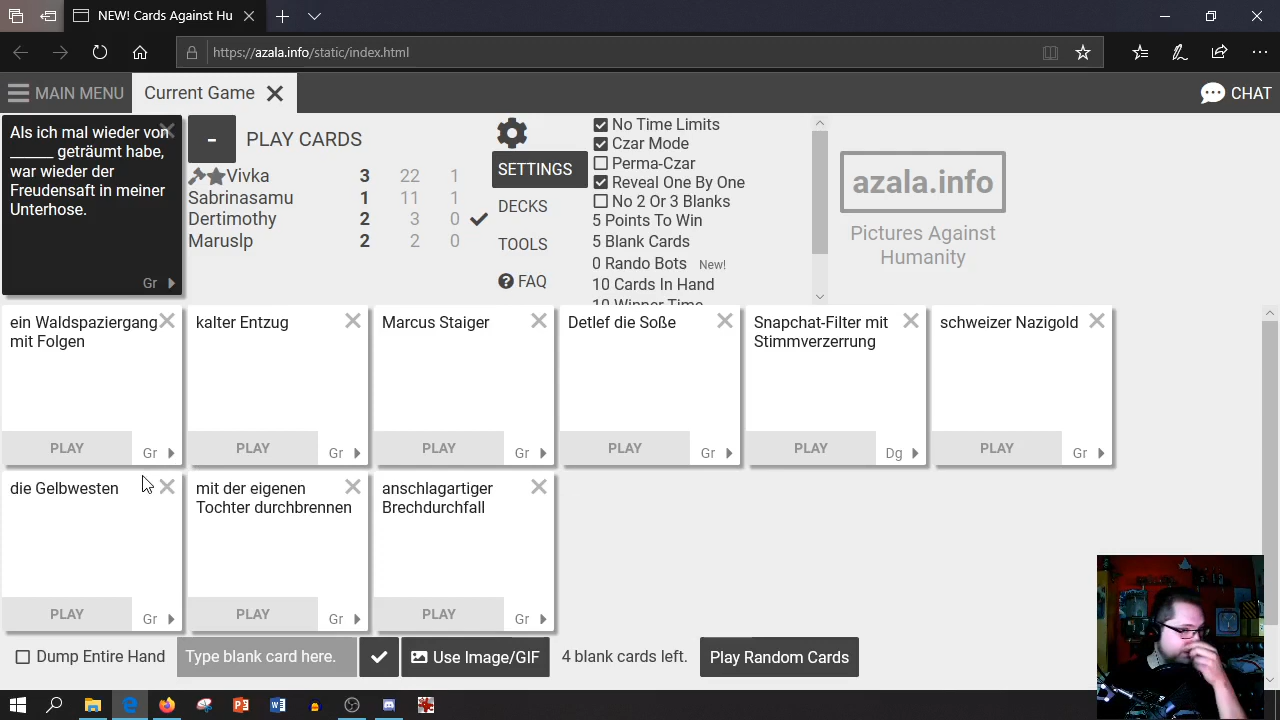 NEW! Cards Against Hu
https://azala.info/static/index.html
MAIN MENU
Current Game
CHAT
Als ich mal wieder von
______ geträumt habe,
war wieder der
Freudensaft in meiner
Unterhose.
Gr
-
PLAY CARDS
Vivka 3 22 1
Sabrinasamu 1 11 1
Dertimothy 2 3 0
Maruslp 2 2 0
SETTINGS
DECKS
TOOLS
FAQ
No Time Limits
Czar Mode
Perma-Czar
Reveal One By One
No 2 Or 3 Blanks
5 Points To Win
5 Blank Cards
0 Rando Bots New!
10 Cards In Hand
10 Winner Time
azala.info
Pictures Against
Humanity
ein Waldspaziergang
mit Folgen
PLAY
Gr
kalter Entzug
PLAY
Gr
Marcus Staiger
PLAY
Gr
Detlef die Soße
PLAY
Gr
Snapchat-Filter mit
Stimmverzerrung
PLAY
Dg
schweizer Nazigold
PLAY
Gr
die Gelbwesten
PLAY
Gr
mit der eigenen
Tochter durchbrennen
PLAY
Gr
anschlagartiger
Brechdurchfall
PLAY
Gr
Dump Entire Hand
Type blank card here.
Use Image/GIF
4 blank cards left.
Play Random Cards